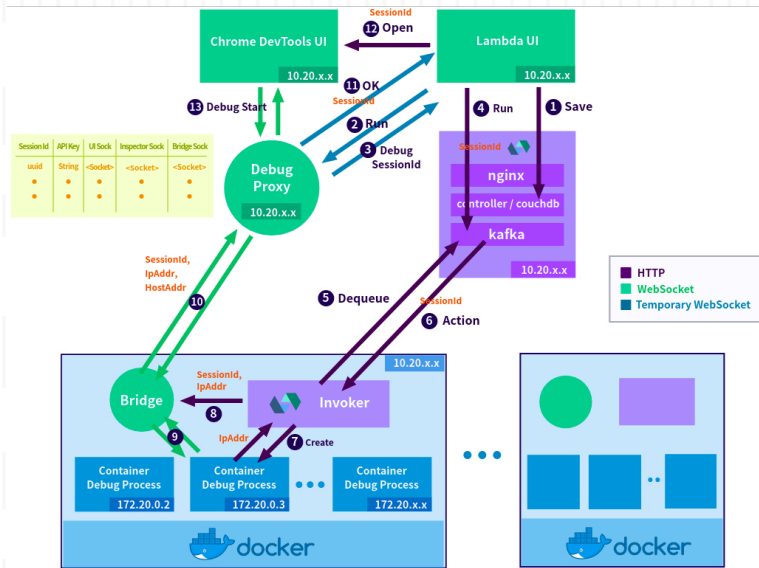 SessionId
12 Open
Chrome DevTools UI
10.20.x.x
Lambda UI
10.20.x.x
11 OK
SessionId
13 Debug Start
2 Run
4 Run
1 Save
3 Debug
SessionId
SessionId API Key UI Sock Inspector Sock Bridge Sock
uuid String <Socket> <Socket> <Socket>
Debug
Proxy
10.20.x.x
SessionId
nginx
controller / couchdb
kafka
10.20.x.x
SessionId,
IpAddr,
HostAddr
10
5 Dequeue
SessionId
6 Action
HTTP
WebSocket
Temporary WebSocket
10.20.x.x
SessionId,
IpAddr
Bridge
8
Invoker
9
IpAddr
7 Create
Container
Debug Process
172.20.0.2
Container
Debug Process
172.20.0.3
Container
Debug Process
172.20.x.x
docker
docker